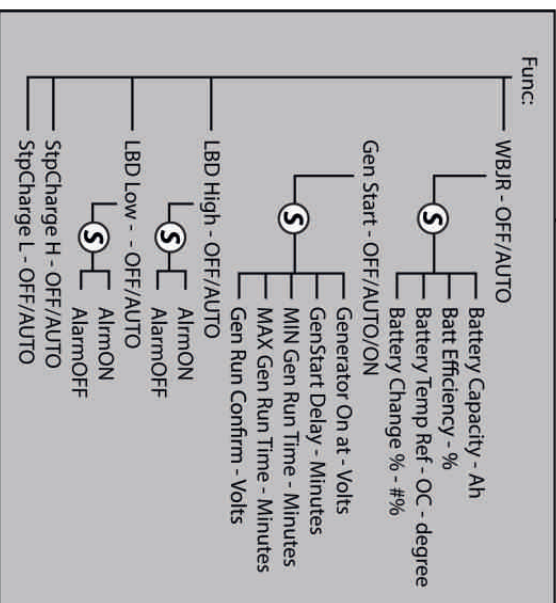 Func:
WBJR - OFF/AUTO
S
Battery Capacity - Ah
Batt Efficiency - %
Battery Temp Ref - OC - degree
Battery Change % - #%
Gen Start - OFF/AUTO/ON
S
Generator On at - Volts
GenStart Delay - Minutes
MIN Gen Run Time - Minutes
MAX Gen Run Time - Minutes
Gen Run Confirm - Volts
LBD High - OFF/AUTO
S
AlrmON
AlarmOFF
LBD Low - - OFF/AUTO
S
AlrmON
AlarmOFF
StpCharge H - OFF/AUTO
StpCharge L - OFF/AUTO